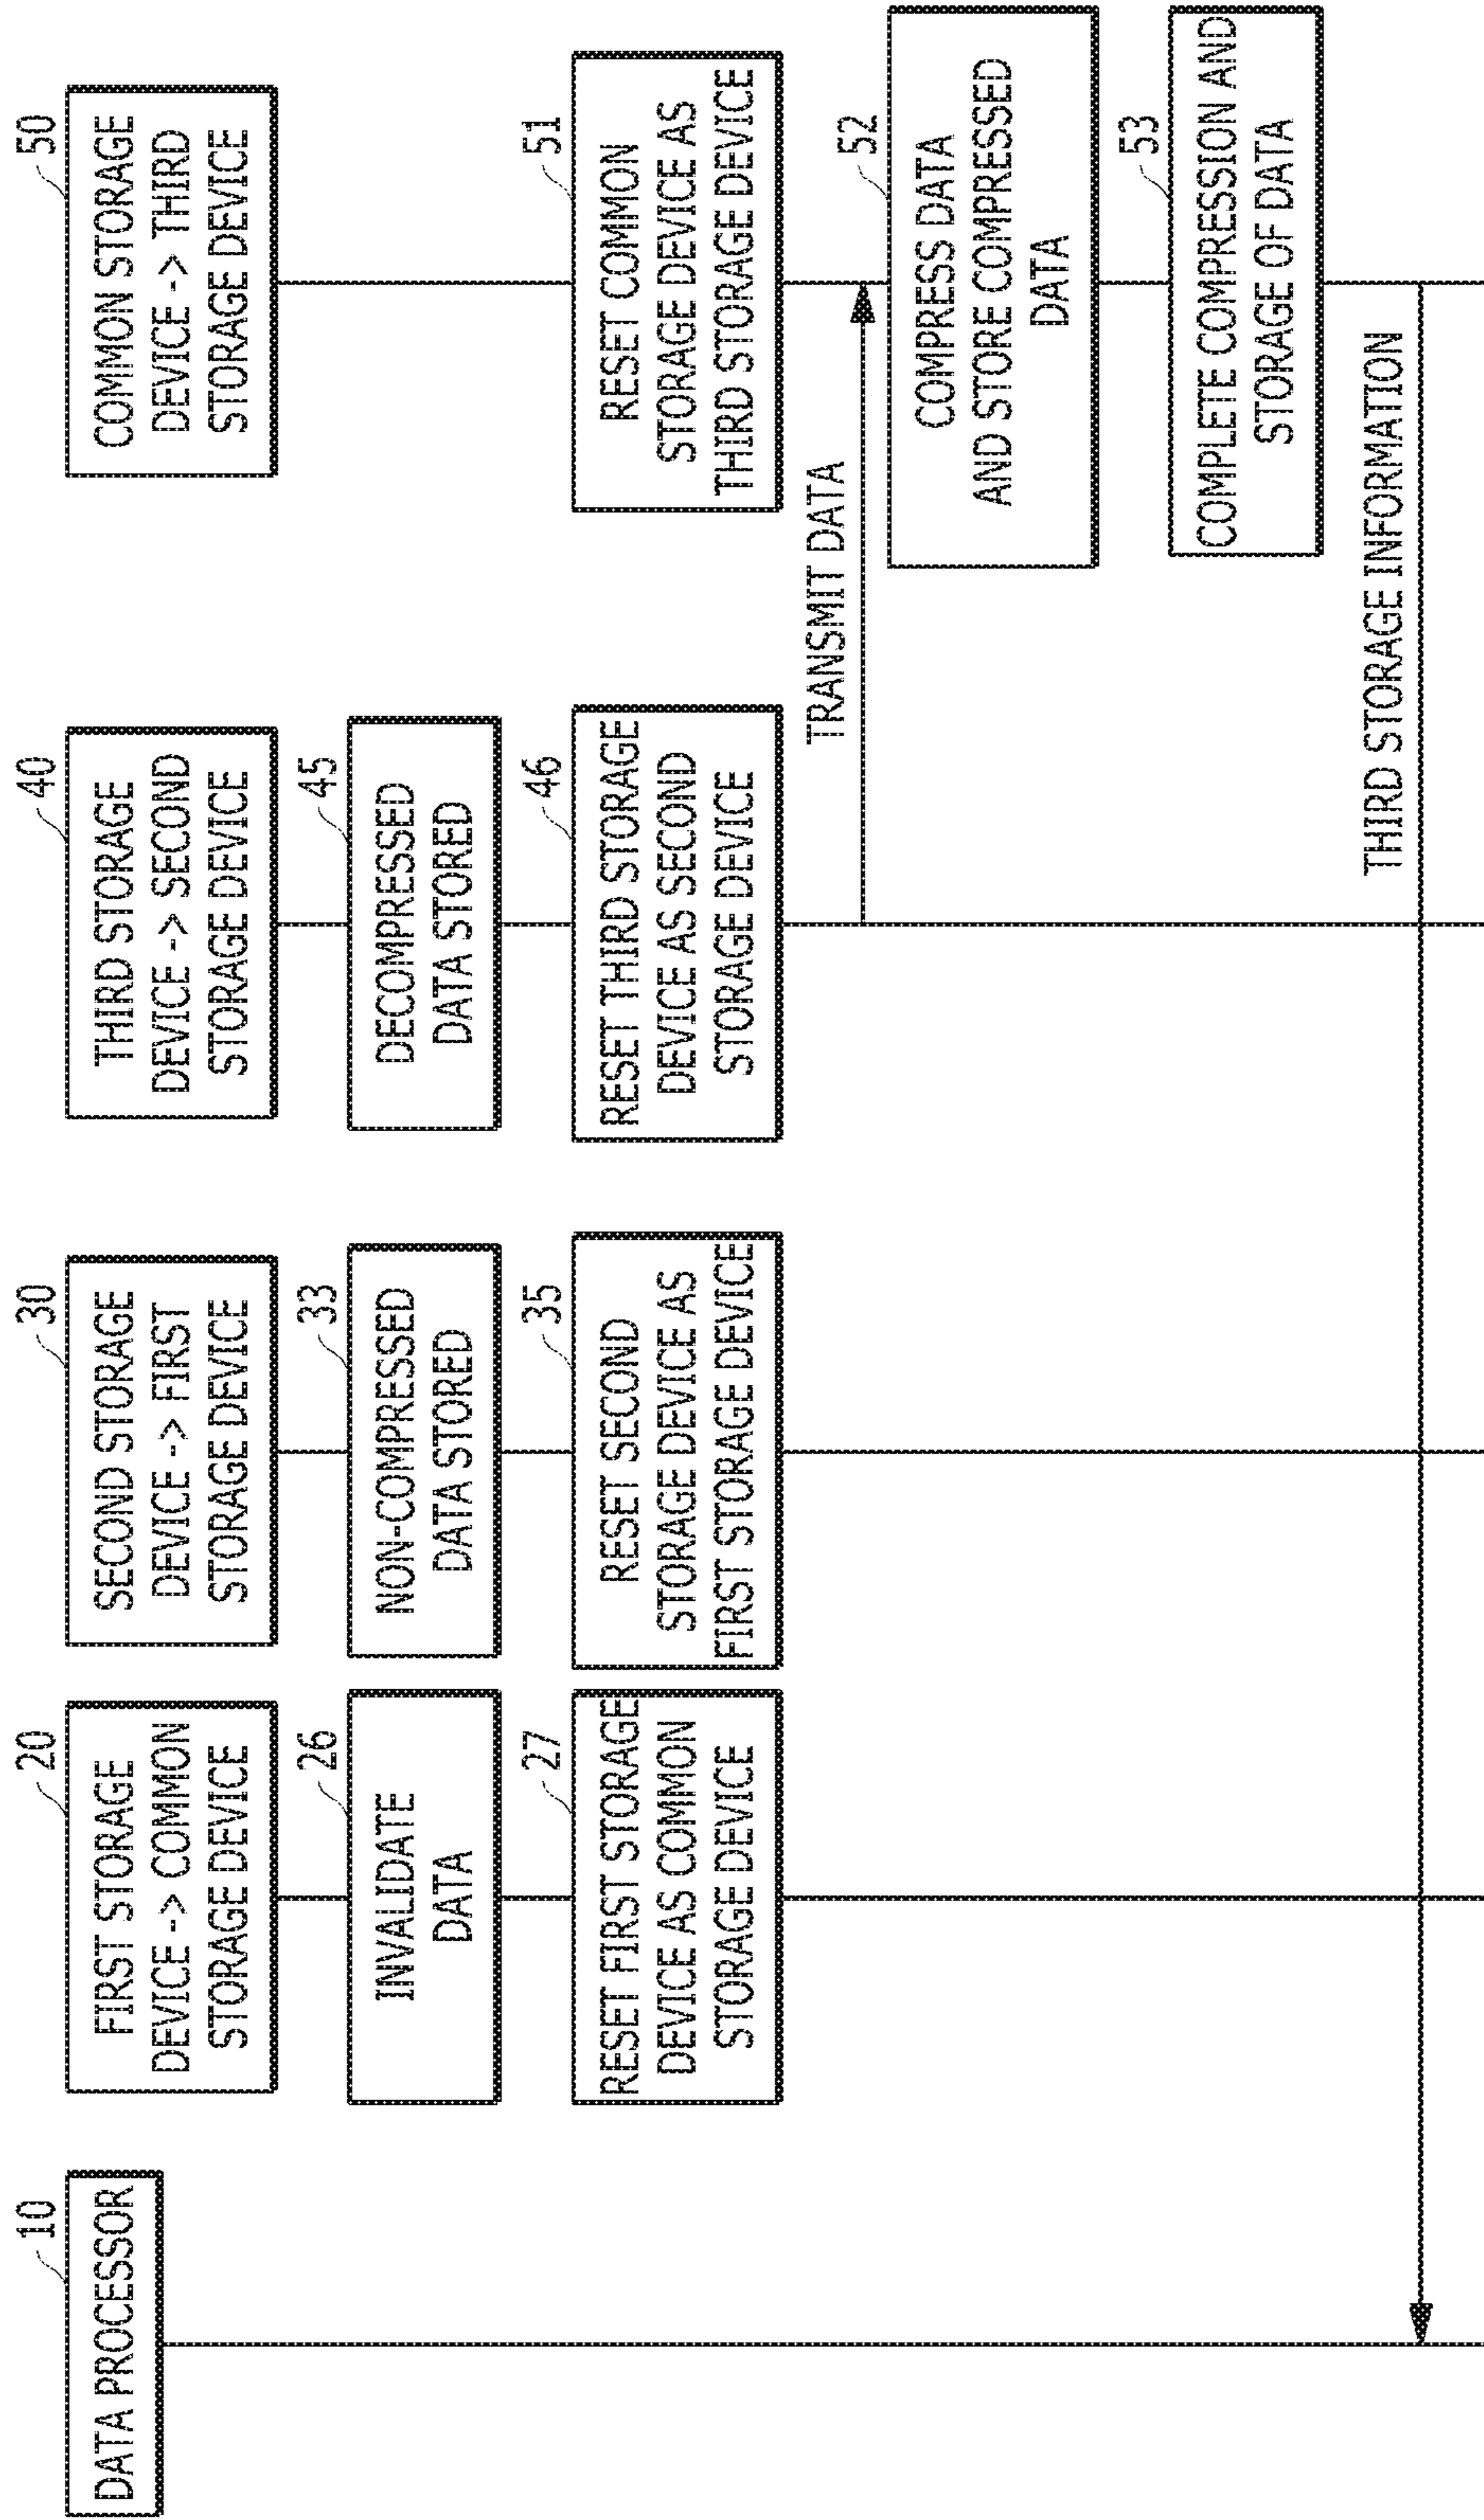 10
DATA PROCESSOR
20
FIRST STORAGE
DEVICE -> COMMON
STORAGE DEVICE
30
SECOND STORAGE
DEVICE -> FIRST
STORAGE DEVICE
40
THIRD STORAGE
DEVICE -> SECOND
STORAGE DEVICE
50
COMMON STORAGE
DEVICE -> THIRD
STORAGE DEVICE
26
INVALIDATE
DATA
33
NON-COMPRESSED
DATA STORED
45
DECOMPRESSED
DATA STORED
27
RESET FIRST STORAGE
DEVICE AS COMMON
STORAGE DEVICE
35
RESET SECOND
STORAGE DEVICE AS
FIRST STORAGE DEVICE
46
RESET THIRD STORAGE
DEVICE AS SECOND
STORAGE DEVICE
51
RESET COMMON
STORAGE DEVICE AS
THIRD STORAGE DEVICE
TRANSMIT DATA
52
COMPRESS DATA
AND STORE COMPRESSED
DATA
53
COMPLETE COMPRESSION AND
STORAGE OF DATA
THIRD STORAGE INFORMATION